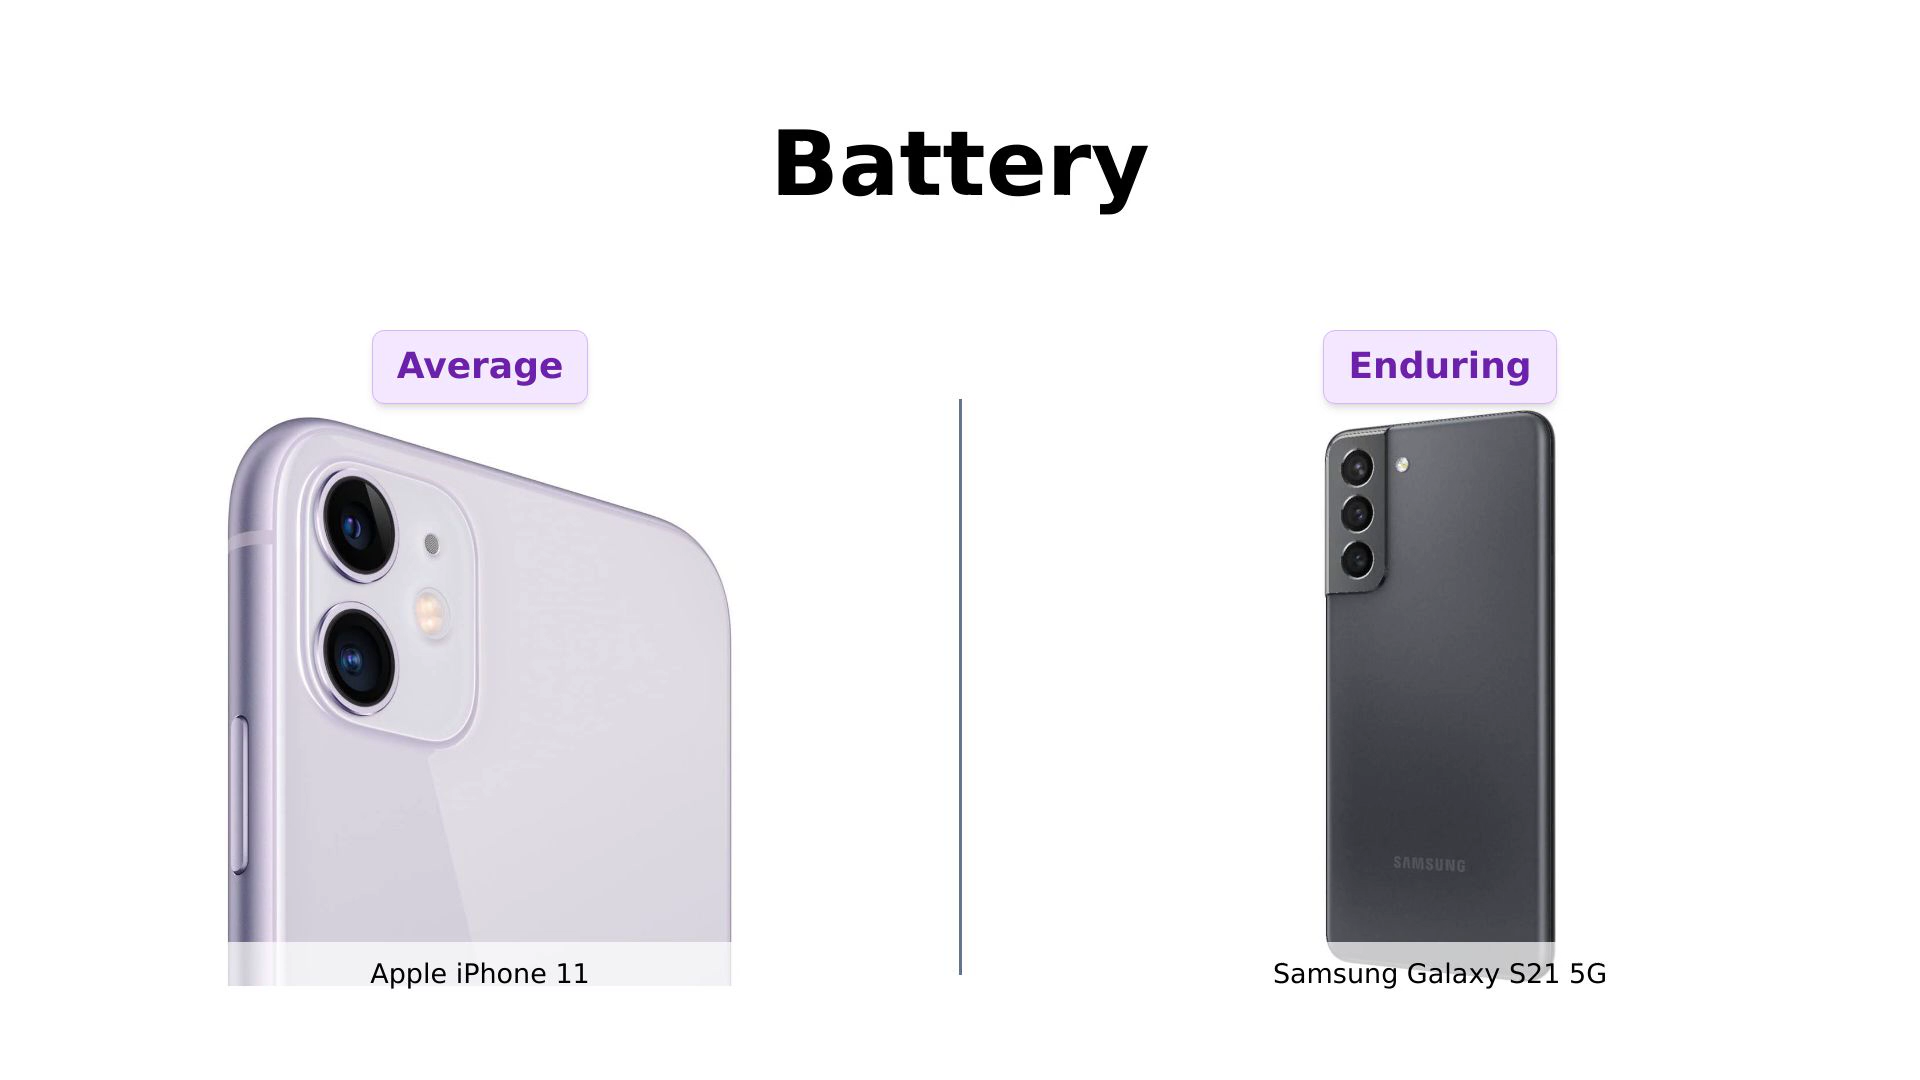 Battery
Average
Enduring
SAMSUNG
Apple iPhone 11
Samsung Galaxy S21 5G